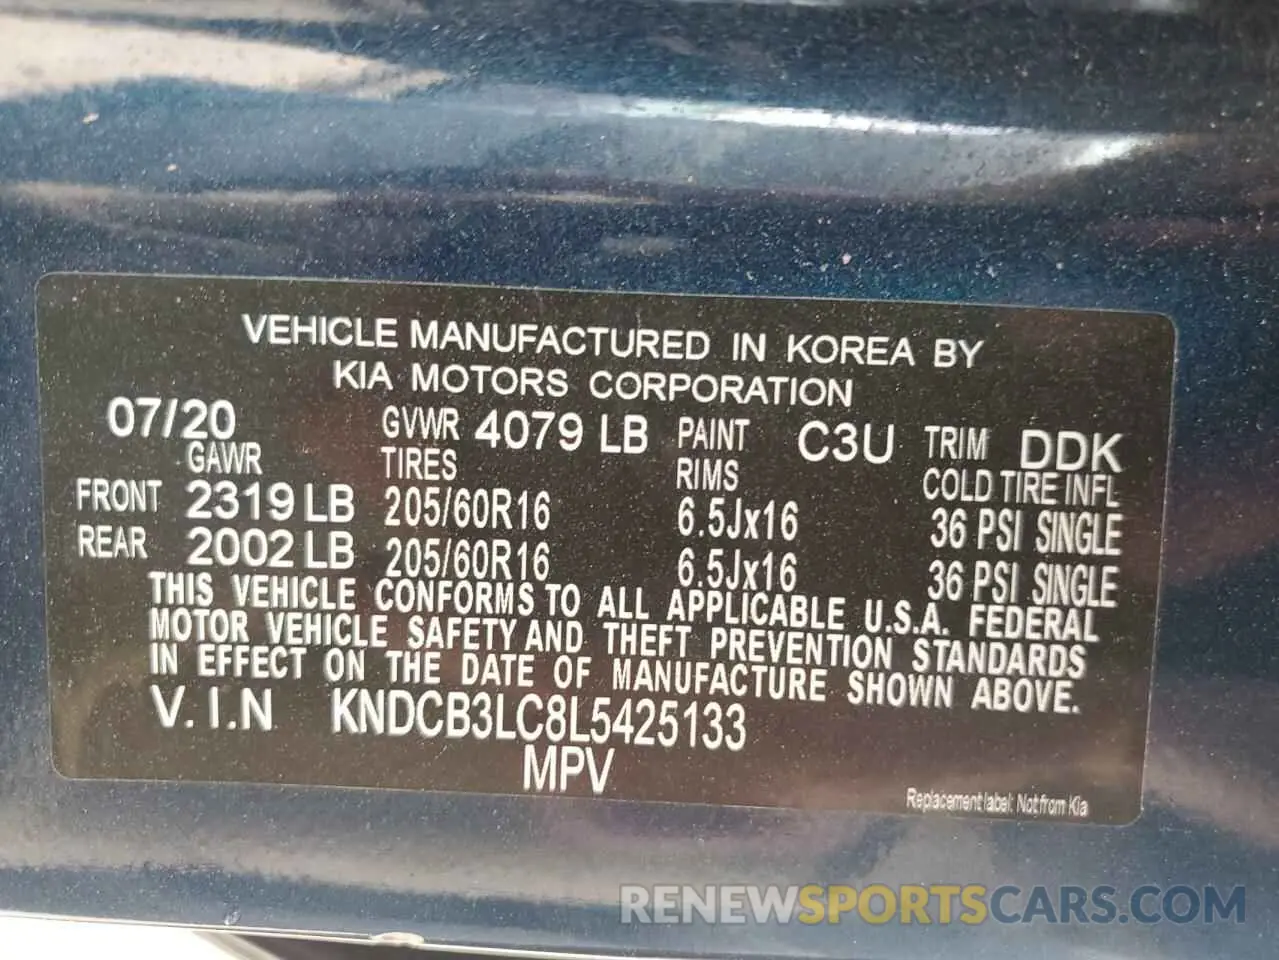 VEHICLE MANUFACTURED IN KOREA BY
KIA MOTORS CORPORATION
07/20 GVWR 4079 LB PAINT C3U TRIM DDK
GAWR TIRES RIMS COLD TIRE INFL
FRONT 2319 LB 205/60R16 6.5Jx16 36 PSI SINGLE
REAR 2002 LB 205/60R16 6.5Jx16 36 PSI SINGLE
THIS VEHICLE CONFORMS TO ALL APPLICABLE U.S.A. FEDERAL
MOTOR VEHICLE SAFETY AND THEFT PREVENTION STANDARDS
IN EFFECT ON THE DATE OF MANUFACTURE SHOWN ABOVE.
V.I.N KNDCB3LC8L5425133
MPV
Replacement label: Not from Kia
RENEWSPORTSCARS.COM